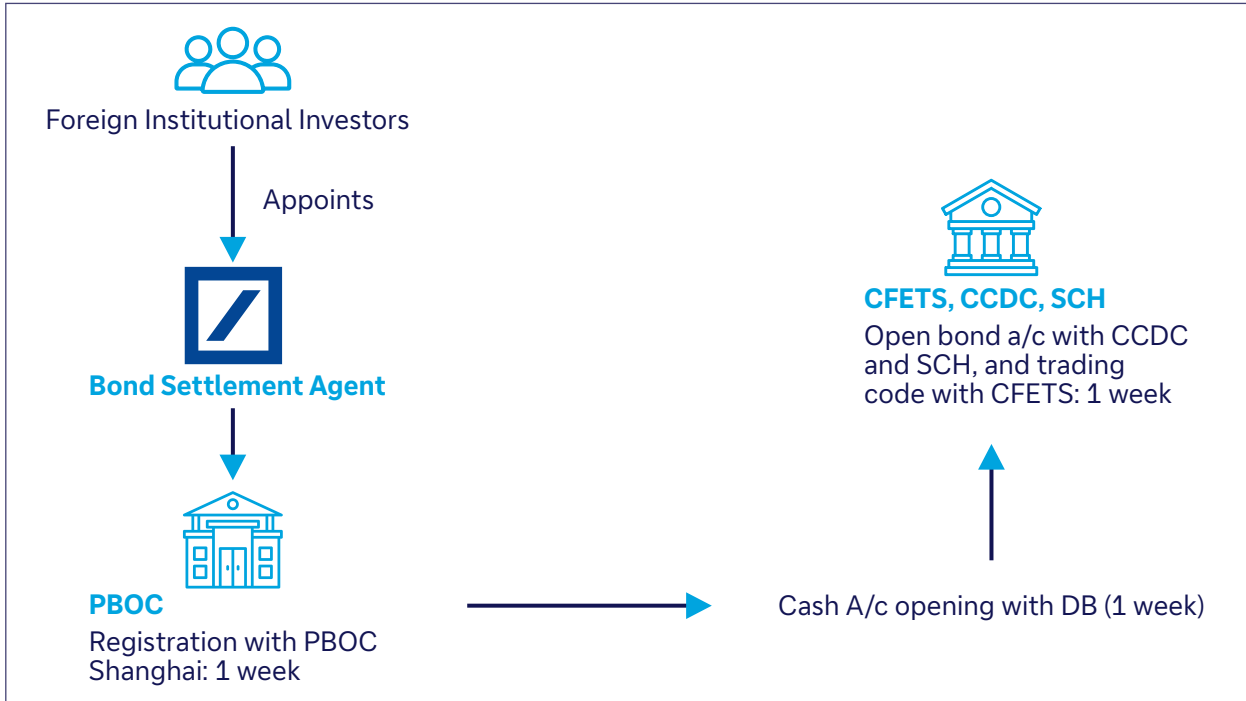 Foreign Institutional Investors
Appoints
Bond Settlement Agent
PBOC
Registration with PBOC
Shanghai: 1 week
Cash A/c opening with DB (1 week)
CFETS, CCDC, SCH
Open bond a/c with CCDC
and SCH, and trading
code with CFETS: 1 week